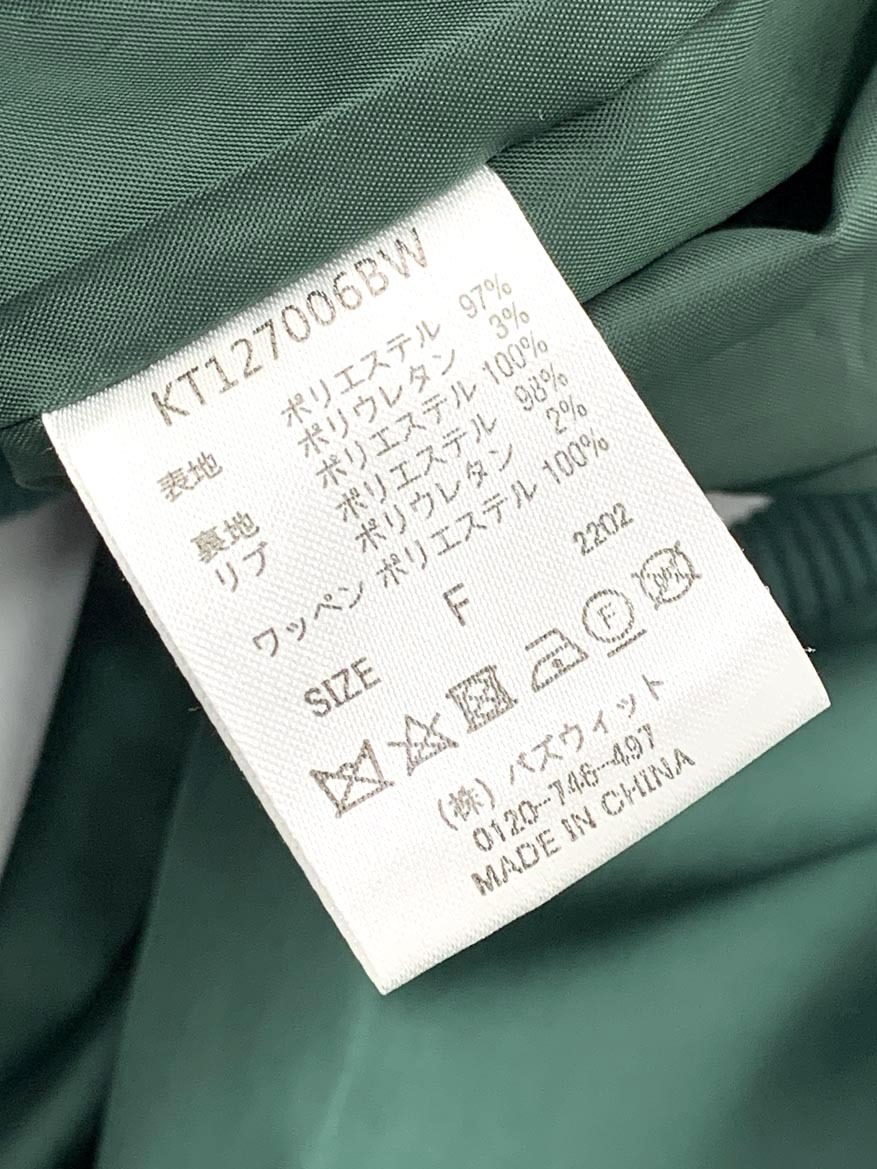 KT127006BW
表地 ポリエステル 97%
ポリウレタン 3%
裏地 ポリエステル 100%
リブ ポリエステル 98%
ポリウレタン 2%
ワッペン ポリエステル 100%
2202
SIZE F
(株) バズウィット
0120-746-497
MADE IN CHINA